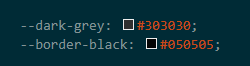 --dark-grey: #303030;
--border-black: #050505;